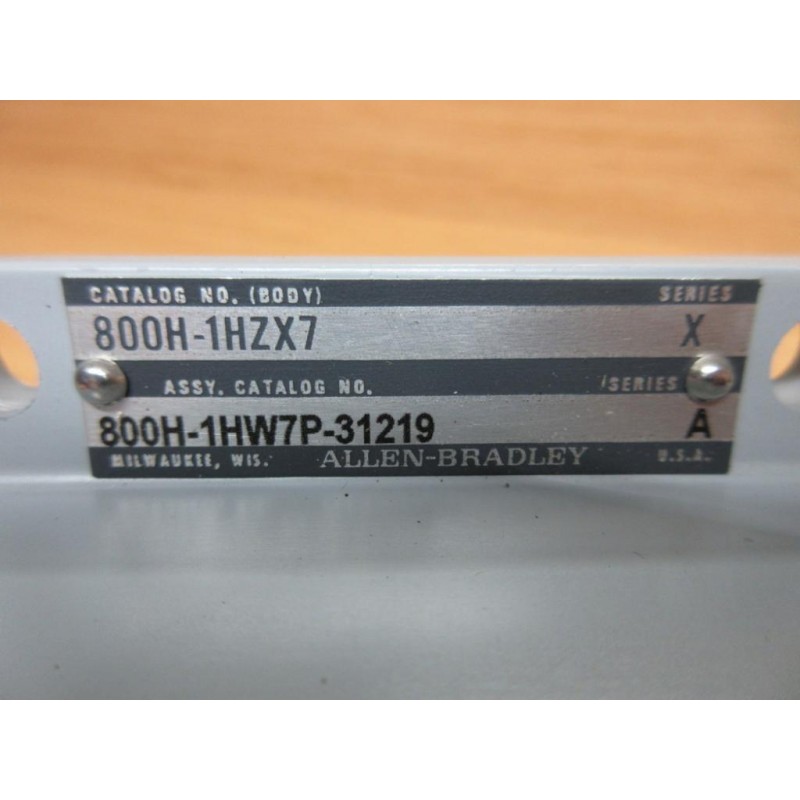 CATALOG NO. (BODY) SERIES
800H-1HZX7 X
ASSY. CATALOG NO. SERIES
800H-1HW7P-31219 A
MILWAUKEE, WIS. ALLEN-BRADLEY U.S.A.